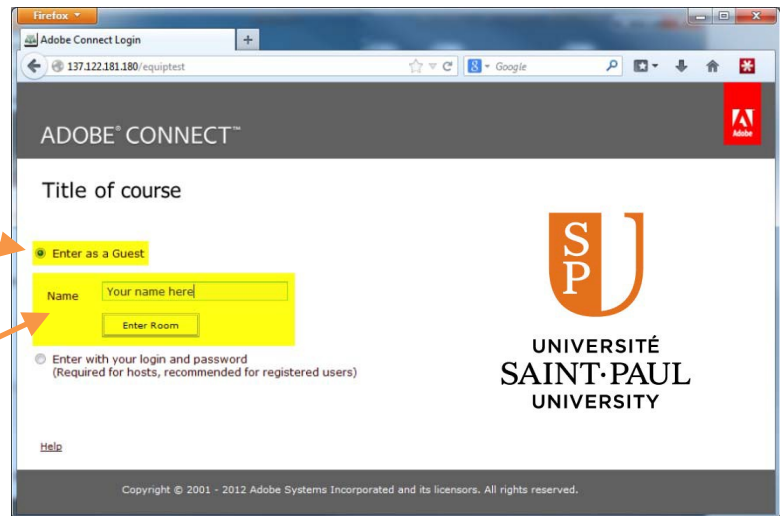 Firefox
Adobe Connect Login
+
137.122.181.180/equiptest
8 - Google
ADOBE® CONNECT™
Adobe
Title of course
Enter as a Guest
Name
Your name here
Enter Room
Enter with your login and password
(Required for hosts, recommended for registered users)
Help
SP
UNIVERSITÉ
SAINT·PAUL
UNIVERSITY
Copyright © 2001 - 2012 Adobe Systems Incorporated and its licensors. All rights reserved.